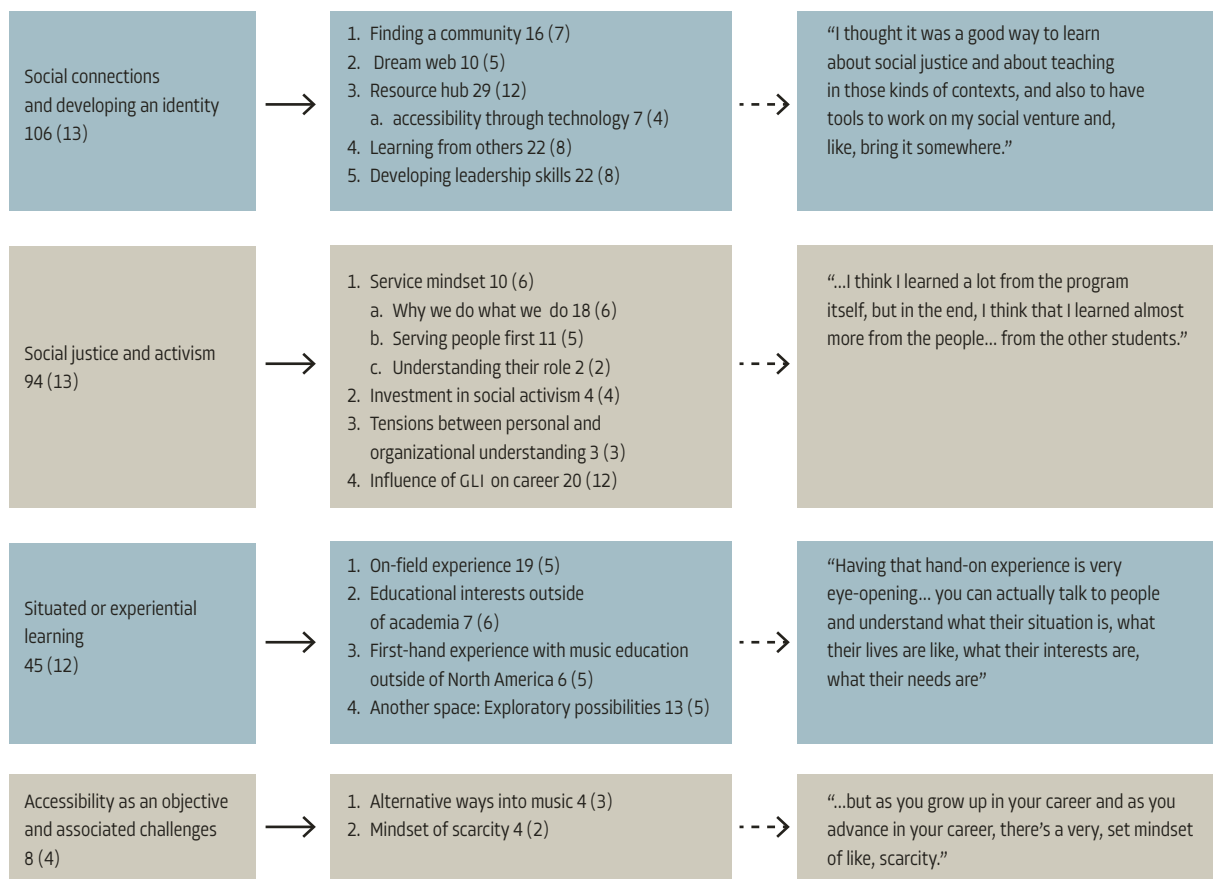 Social connections
and developing an identity
106 (13)
1. Finding a community 16 (7)
2. Dream web 10 (5)
3. Resource hub 29 (12)
a. accessibility through technology 7 (4)
4. Learning from others 22 (8)
5. Developing leadership skills 22 (8)
“I thought it was a good way to learn
about social justice and about teaching
in those kinds of contexts, and also to have
tools to work on my social venture and,
like, bring it somewhere.”
Social justice and activism
94 (13)
1. Service mindset 10 (6)
a. Why we do what we do 18 (6)
b. Serving people first 11 (5)
c. Understanding their role 2 (2)
2. Investment in social activism 4 (4)
3. Tensions between personal and
organizational understanding 3 (3)
4. Influence of GLI on career 20 (12)
“...I think I learned a lot from the program
itself, but in the end, I think that I learned almost
more from the people... from the other students.”
Situated or experiential
learning
45 (12)
1. On-field experience 19 (5)
2. Educational interests outside
of academia 7 (6)
3. First-hand experience with music education
outside of North America 6 (5)
4. Another space: Exploratory possibilities 13 (5)
“Having that hand-on experience is very
eye-opening... you can actually talk to people
and understand what their situation is, what
their lives are like, what their interests are,
what their needs are”
Accessibility as an objective
and associated challenges
8 (4)
1. Alternative ways into music 4 (3)
2. Mindset of scarcity 4 (2)
“...but as you grow up in your career and as you
advance in your career, there’s a very, set mindset
of like, scarcity.”